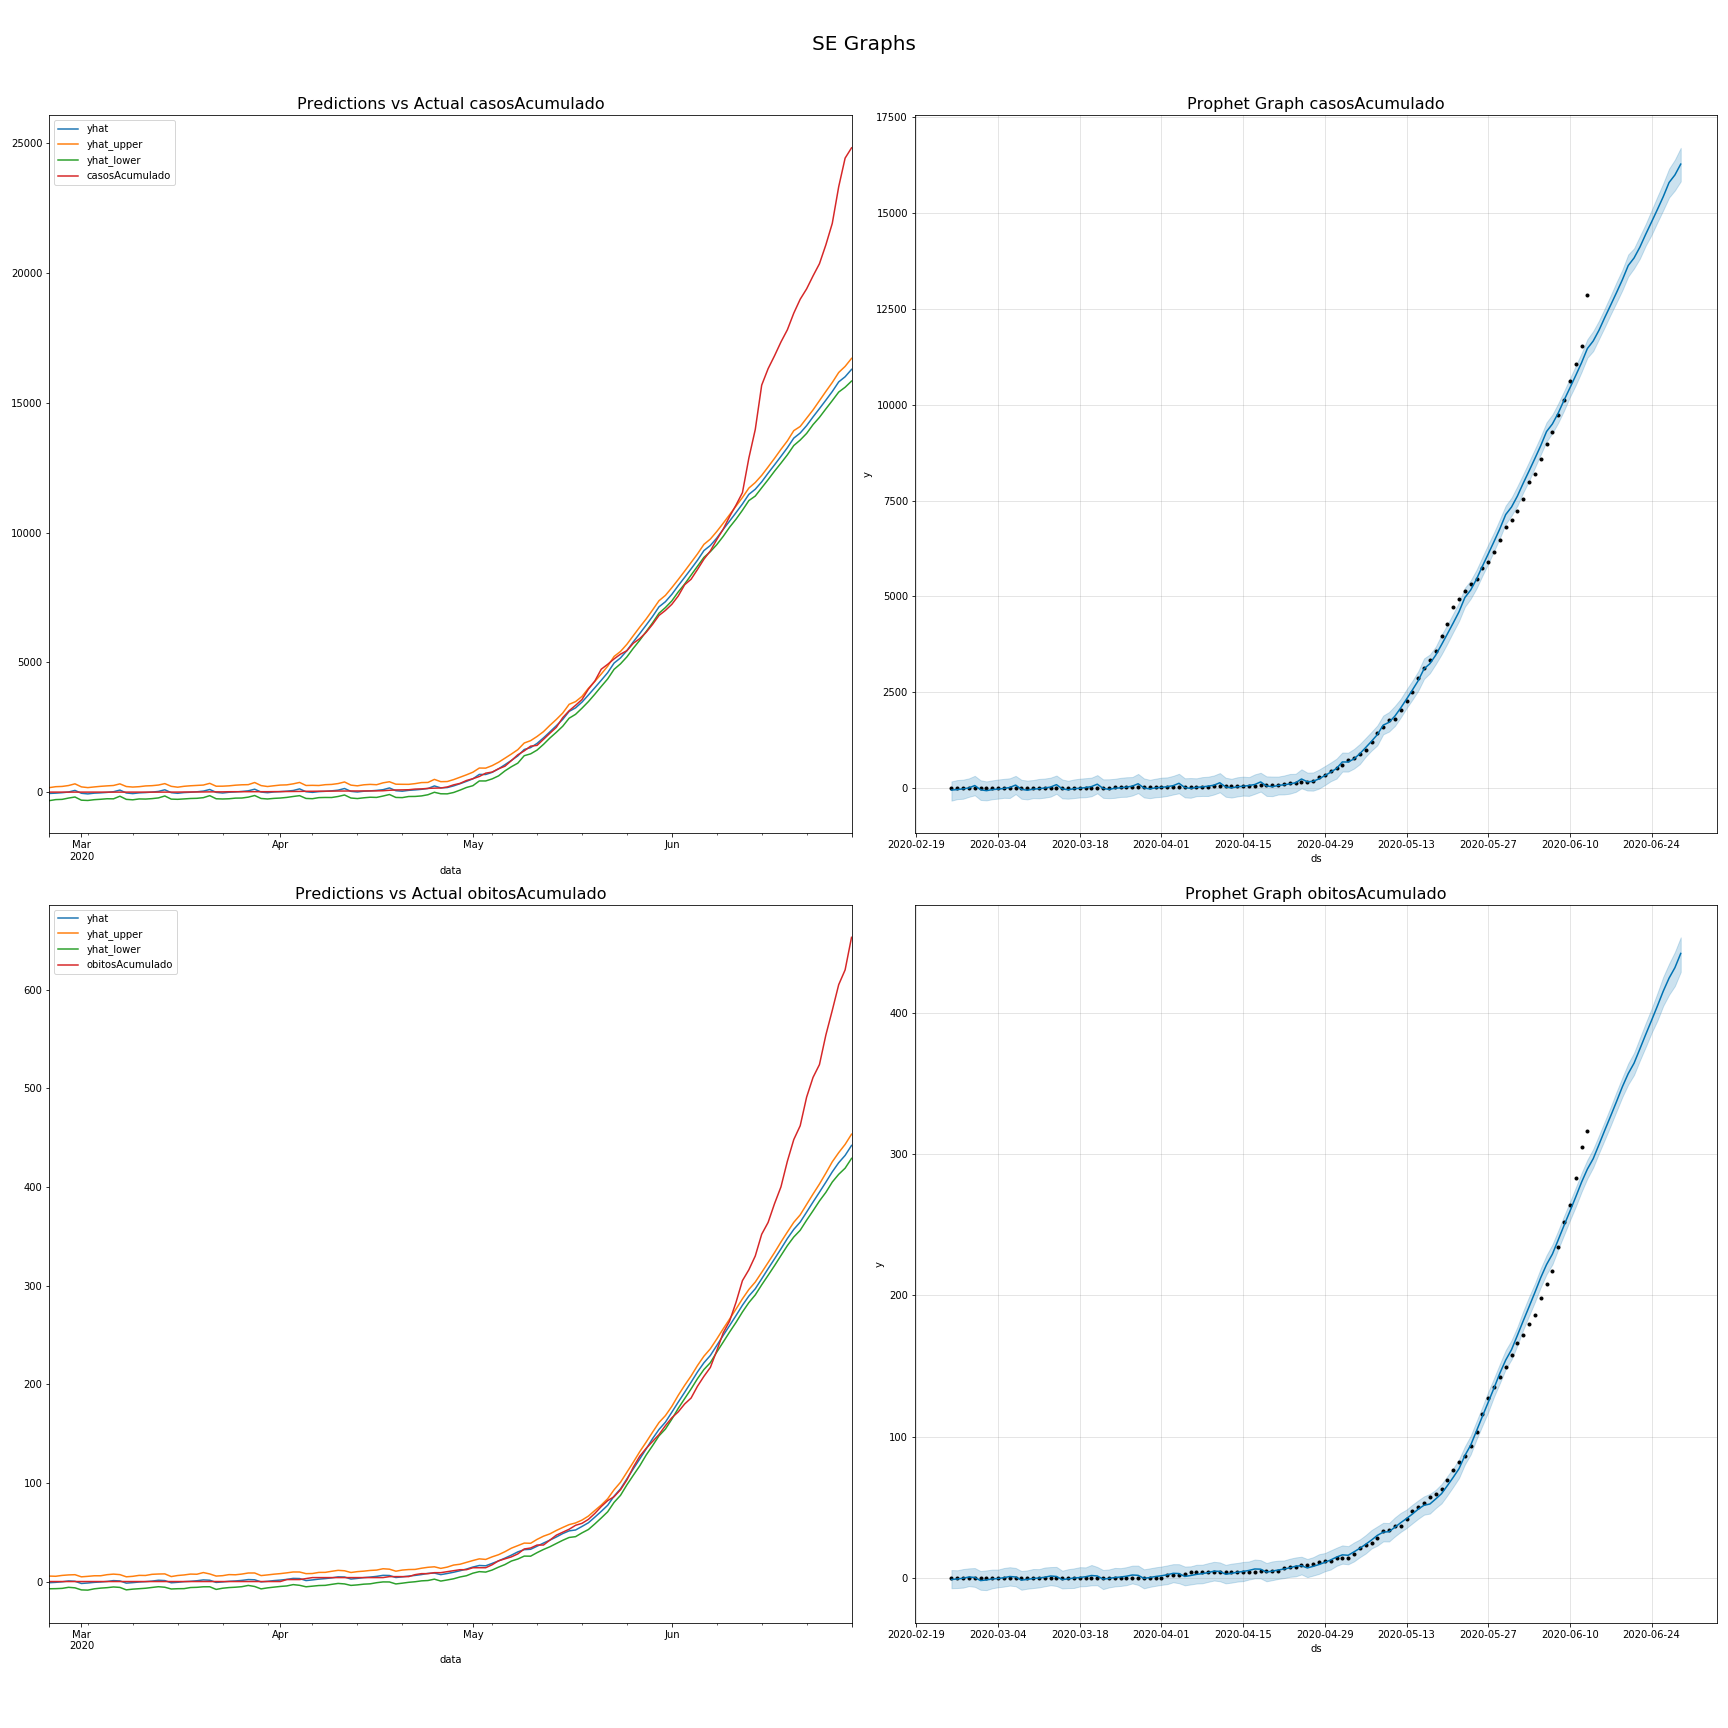 SE Graphs
Predictions vs Actual casosAcumulado
yhat
yhat_upper
yhat_lower
casosAcumulado
25000
20000
15000
10000
5000
0
Mar
2020
Apr
May
Jun
data
Prophet Graph casosAcumulado
17500
15000
12500
10000
7500
5000
2500
0
y
2020-02-19 2020-03-04 2020-03-18 2020-04-01 2020-04-15 2020-04-29 2020-05-13 2020-05-27 2020-06-10 2020-06-24
ds
Predictions vs Actual obitosAcumulado
yhat
yhat_upper
yhat_lower
obitosAcumulado
600
500
400
300
200
100
0
Mar
2020
Apr
May
Jun
data
Prophet Graph obitosAcumulado
400
300
200
100
0
y
2020-02-19 2020-03-04 2020-03-18 2020-04-01 2020-04-15 2020-04-29 2020-05-13 2020-05-27 2020-06-10 2020-06-24
ds